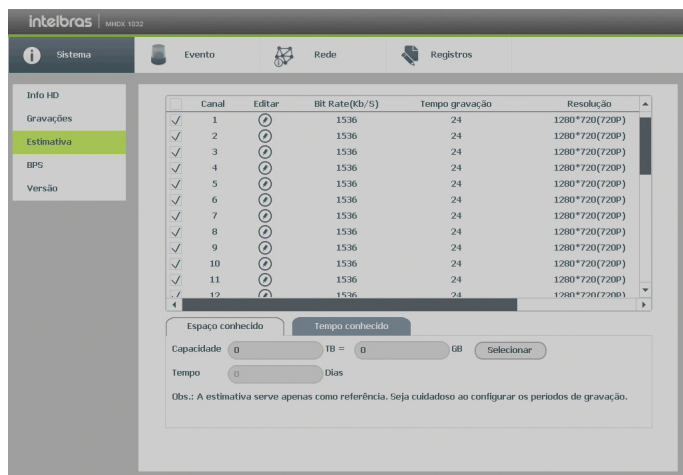 intelbras | MHDX 1032
Sistema Evento Rede Registros
Info HD
Gravações
Estimativa
BPS
Versão
Canal Editar Bit Rate(Kb/S) Tempo gravação Resolução
1 1536 24 1280*720(720P)
2 1536 24 1280*720(720P)
3 1536 24 1280*720(720P)
4 1536 24 1280*720(720P)
5 1536 24 1280*720(720P)
6 1536 24 1280*720(720P)
7 1536 24 1280*720(720P)
8 1536 24 1280*720(720P)
9 1536 24 1280*720(720P)
10 1536 24 1280*720(720P)
11 1536 24 1280*720(720P)
12 1536 24 1280*720(720P)
Espaço conhecido Tempo conhecido
Capacidade 0 TB = 0 GB Selecionar
Tempo 0 Dias
Obs.: A estimativa serve apenas como referência. Seja cuidadoso ao configurar os períodos de gravação.